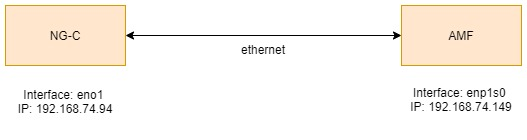 NG-C
ethernet
AMF
Interface: eno1
IP: 192.168.74.94
Interface: enp1s0
IP: 192.168.74.149